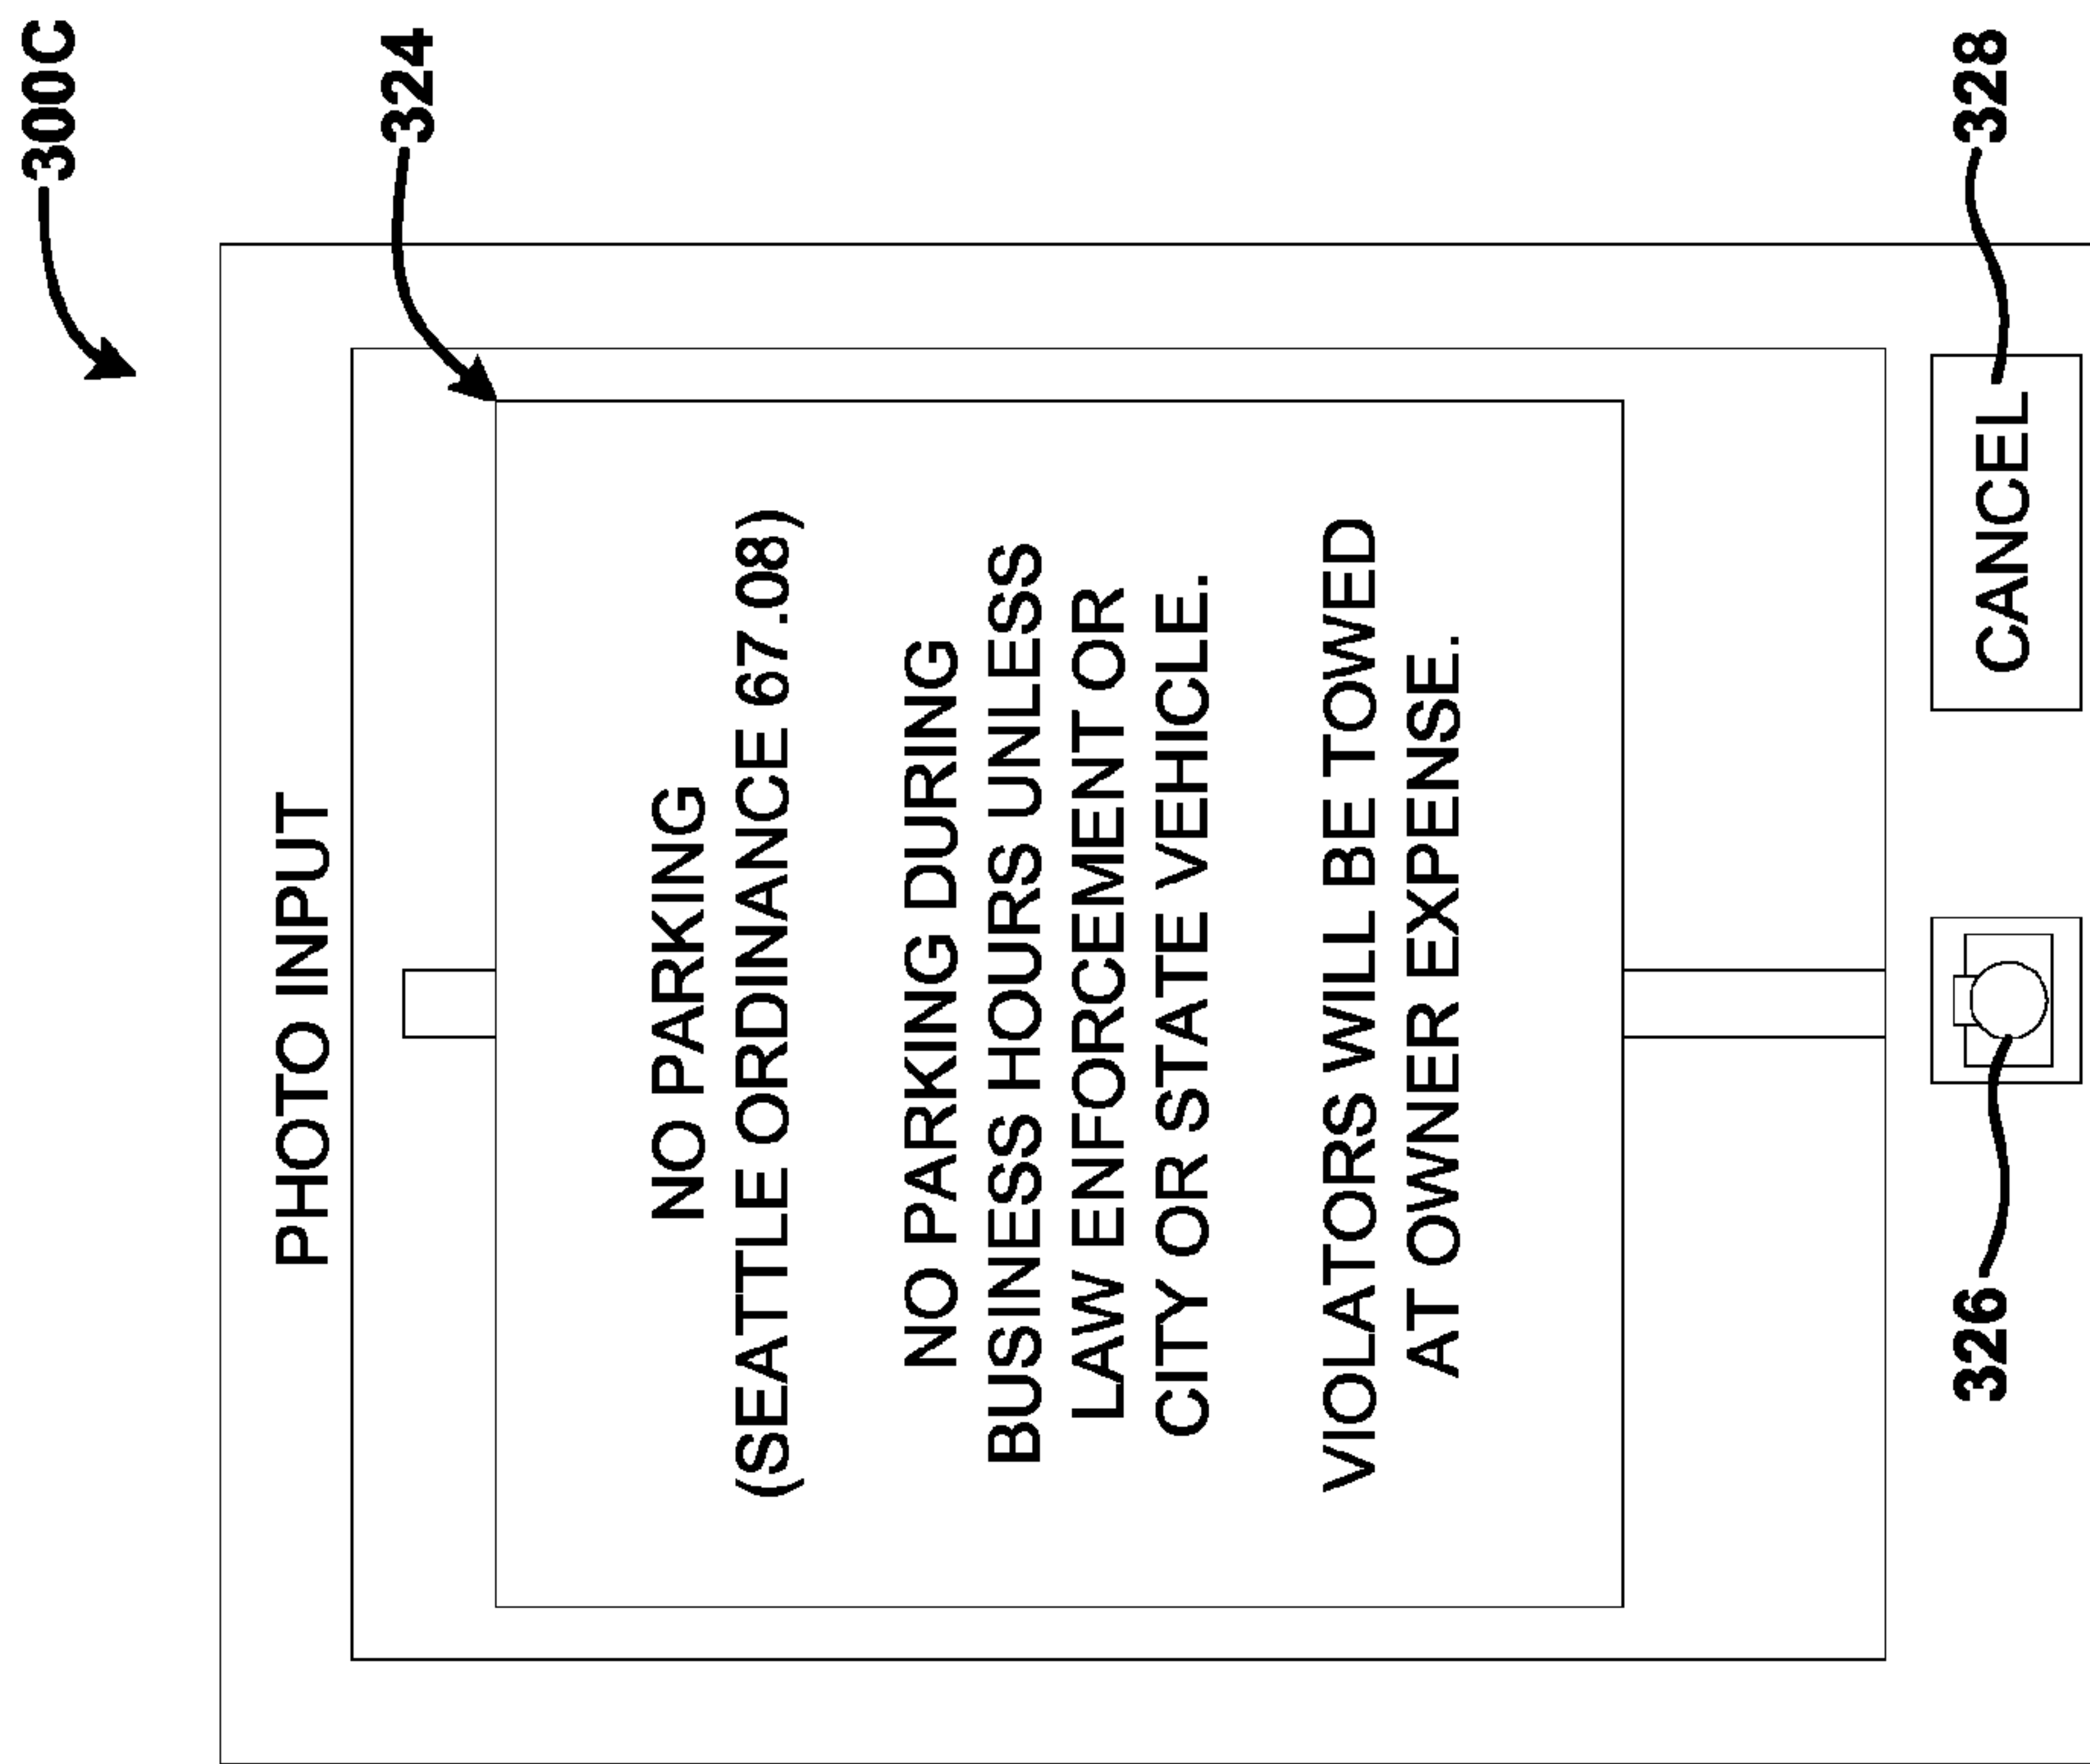 300C
PHOTO INPUT
324
NO PARKING
(SEATTLE ORDINANCE 67.08)
NO PARKING DURING
BUSINESS HOURS UNLESS
LAW ENFORCEMENT OR
CITY OR STATE VEHICLE.
VIOLATORS WILL BE TOWED
AT OWNER EXPENSE.
326
CANCEL
328